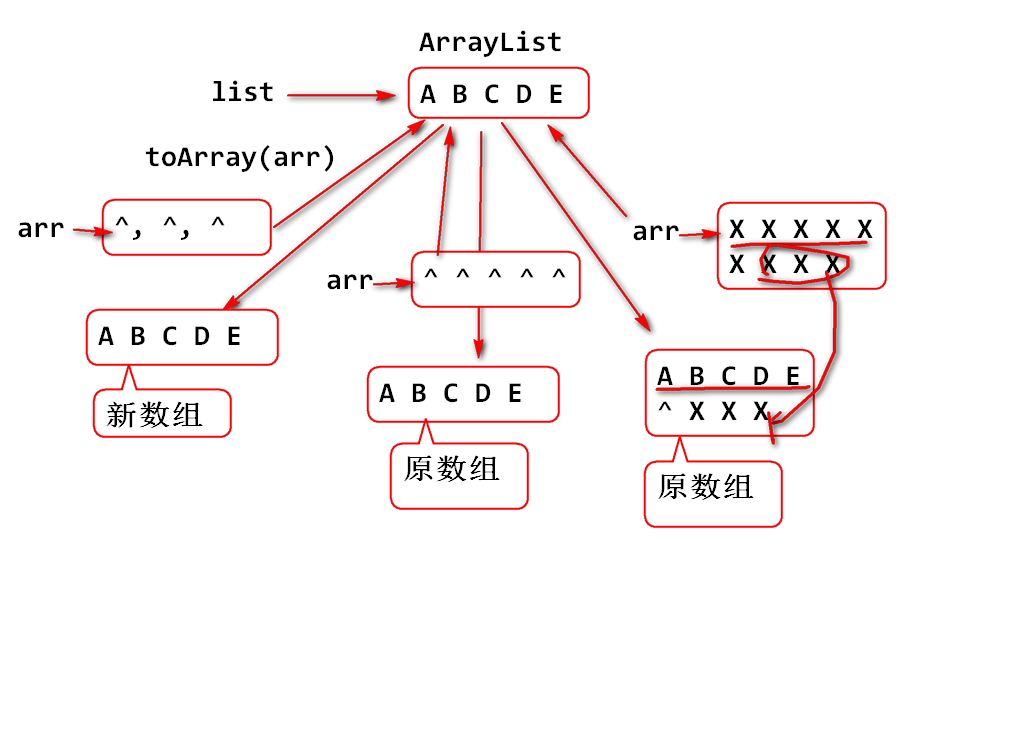 ArrayList
list
A B C D E
toArray(arr)
arr
^, ^, ^
A B C D E
新数组
arr
^ ^ ^ ^ ^
A B C D E
原数组
arr
X X X X X
X X X X
A B C D E
^ X X X
原数组